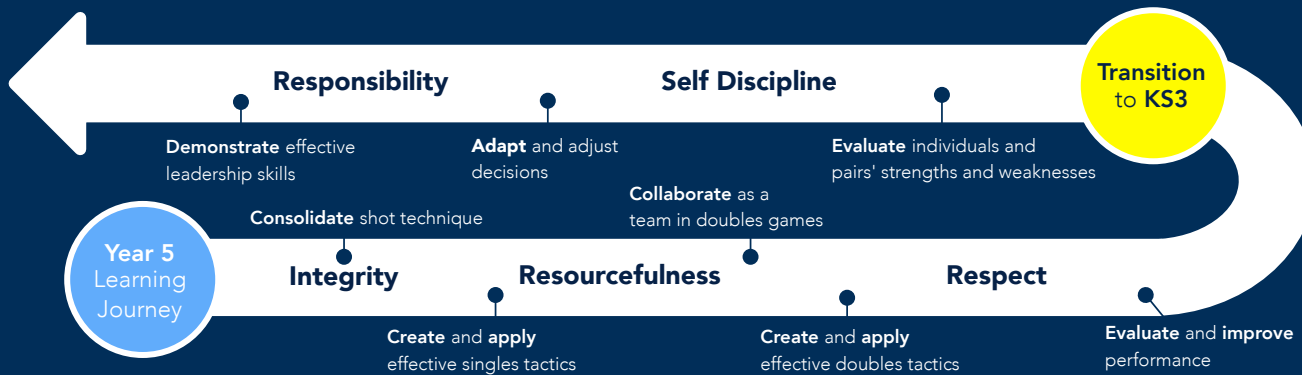 Responsibility
Self Discipline
Transition
to KS3
Demonstrate effective
leadership skills
Adapt and adjust
decisions
Evaluate individuals and
pairs' strengths and weaknesses
Collaborate as a
team in doubles games
Consolidate shot technique
Year 5
Learning
Journey
Integrity
Resourcefulness
Respect
Create and apply
effective singles tactics
Create and apply
effective doubles tactics
Evaluate and improve
performance